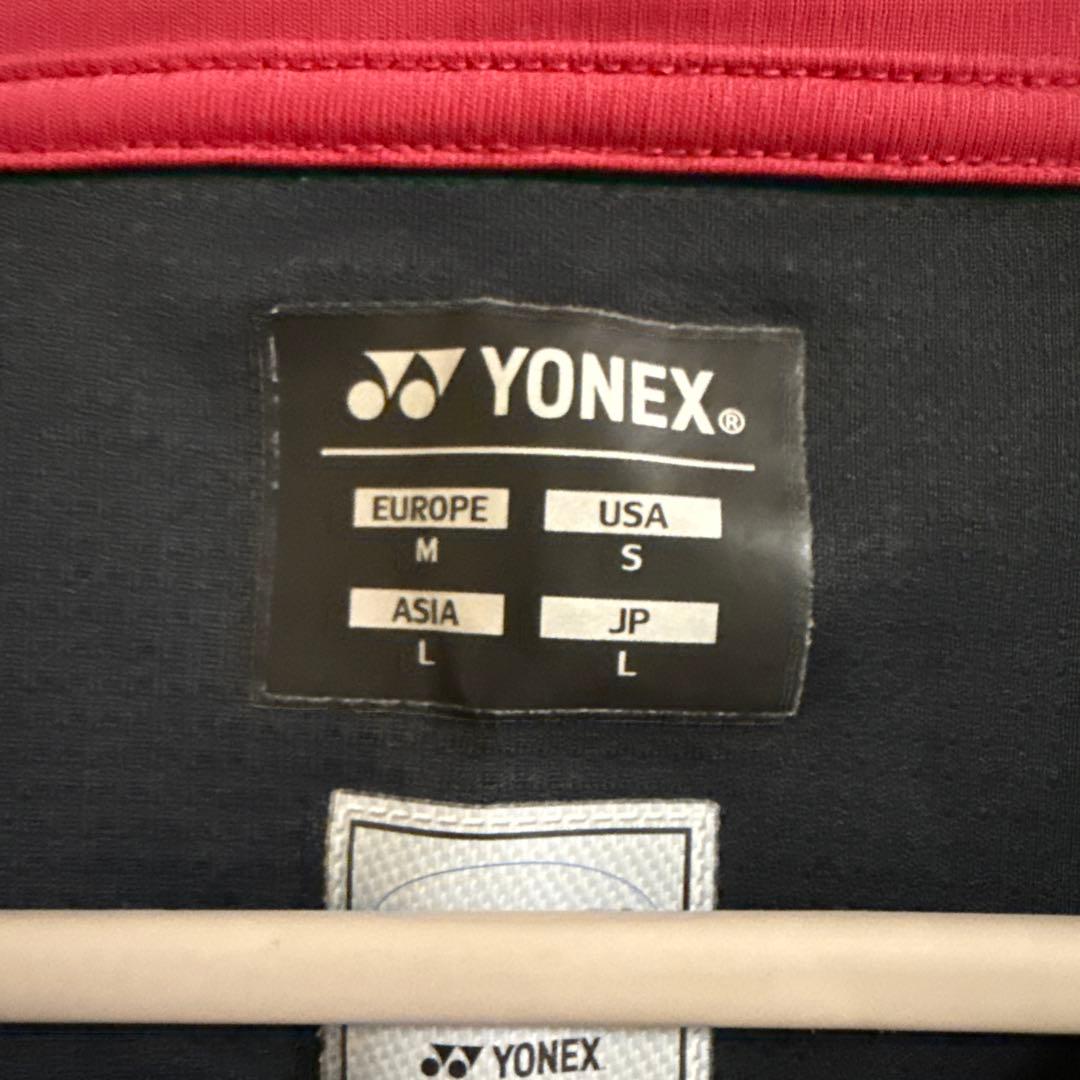 YONEX®
EUROPE USA
M S
ASIA JP
L L
YONEX